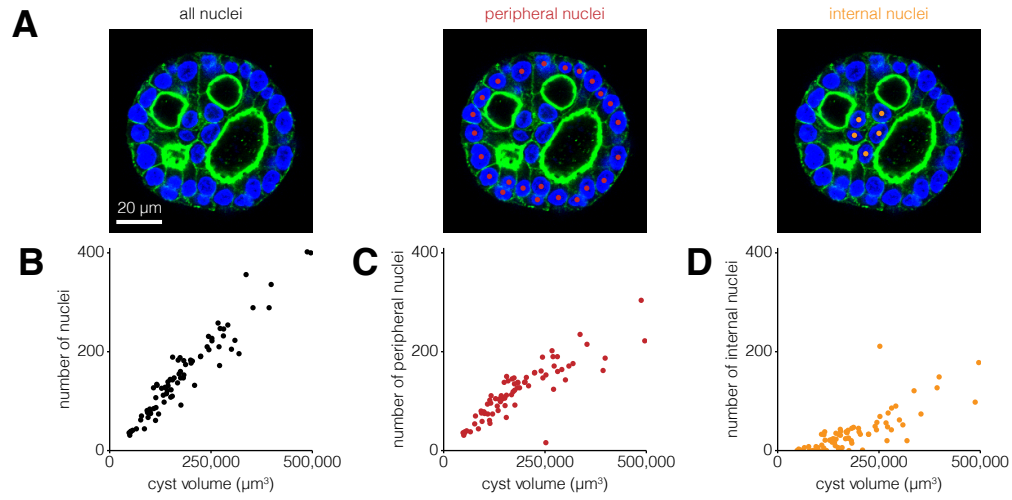 all nuclei
peripheral nuclei
internal nuclei
A
20 µm
B
400
200
0
number of nuclei
0
250,000
500,000
cyst volume (µm³)
C
400
200
0
number of peripheral nuclei
0
250,000
500,000
cyst volume (µm³)
D
400
200
0
number of internal nuclei
0
250,000
500,000
cyst volume (µm³)